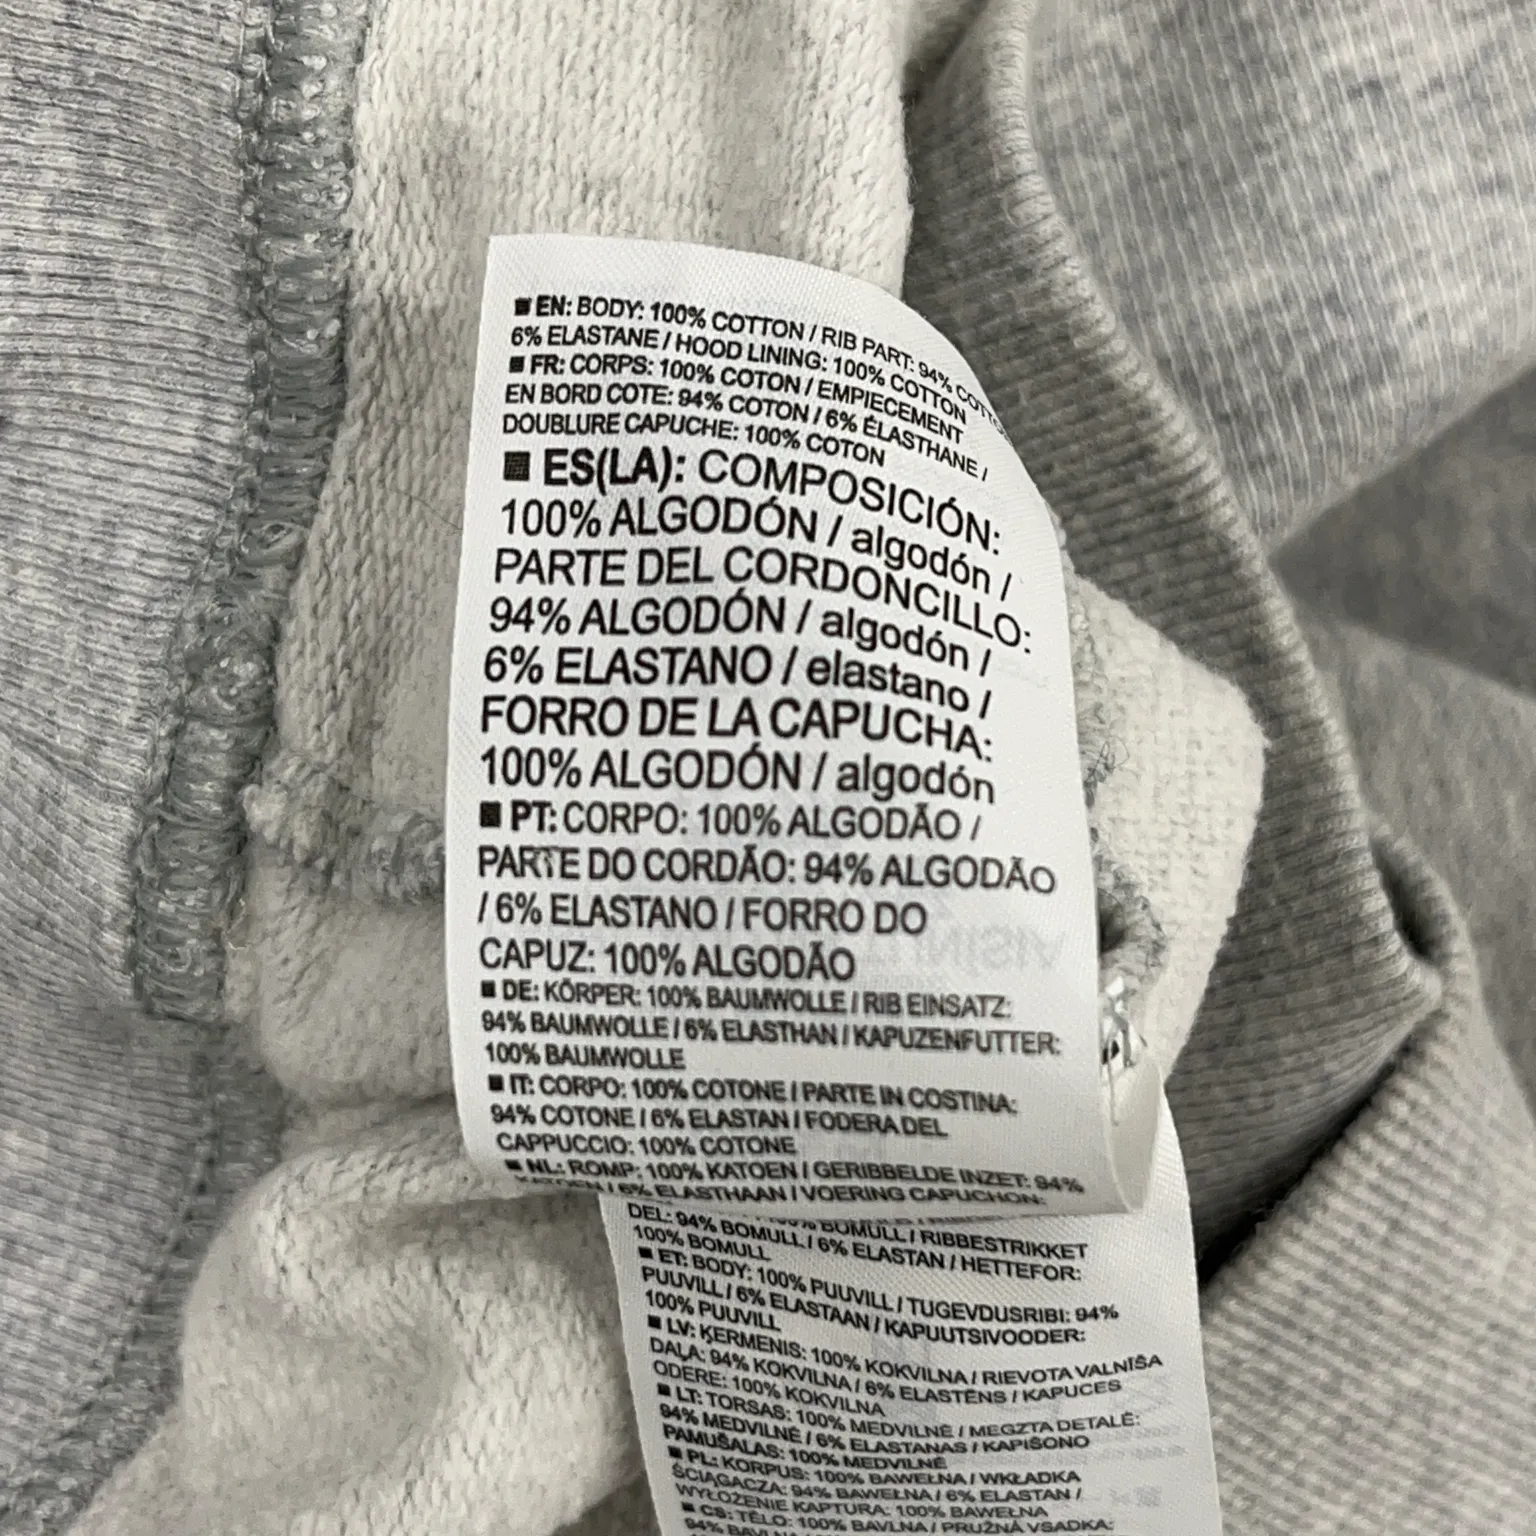 ■ EN: BODY: 100% COTTON / RIB PART: 94% COTTON
6% ELASTANE / HOOD LINING: 100% COTTON
■ FR: CORPS: 100% COTON / EMPIECEMENT
EN BORD COTE: 94% COTON / 6% ÉLASTHANE /
DOUBLURE CAPUCHE: 100% COTON
■ ES(LA): COMPOSICIÓN:
100% ALGODÓN / algodón /
PARTE DEL CORDONCILLO:
94% ALGODÓN / algodón /
6% ELASTANO / elastano /
FORRO DE LA CAPUCHA:
100% ALGODÓN / algodón
■ PT: CORPO: 100% ALGODÃO /
PARTE DO CORDÃO: 94% ALGODÃO
/ 6% ELASTANO / FORRO DO
CAPUZ: 100% ALGODÃO
■ DE: KÖRPER: 100% BAUMWOLLE / RIB EINSATZ:
94% BAUMWOLLE / 6% ELASTHAN / KAPUZENFUTTER:
100% BAUMWOLLE
■ IT: CORPO: 100% COTONE / PARTE IN COSTINA:
94% COTONE / 6% ELASTAN / FODERA DEL
CAPPUCCIO: 100% COTONE
■ NL: ROMP: 100% KATOEN / GERIBBELDE INZET: 94%
KATOEN / 6% ELASTHAAN / VOERING CAPUCHON:
100% BOMULL / RIBBESTRIKKET
DEL: 94% BOMULL / 6% ELASTAN / HETTEFOR:
100% BOMULL
■ ET: BODY: 100% PUUVILL / TUGEVDUSRIBI: 94%
PUUVILL / 6% ELASTAAN / KAPUUTSIVOODER:
100% PUUVILL
■ LV: ĶERMENIS: 100% KOKVILNA / RIEVOTA VALNĪŠA
DAĻA: 94% KOKVILNA / 6% ELASTĒNS / KAPUCES
ODERE: 100% KOKVILNA
■ LT: TORSAS: 100% MEDVILNĖ / MEGZTA DETALĖ:
94% MEDVILNĖ / 6% ELASTANAS / KAPIŠONO
PAMUŠALAS: 100% MEDVILNĖ
■ PL: KORPUS: 100% BAWEŁNA / WKŁADKA
ŚCIĄGACZA: 94% BAWEŁNA / 6% ELASTAN /
WYŁOŻENIE KAPTURA: 100% BAWEŁNA
■ CS: TĚLO: 100% BAVLNA / PRUŽNÁ VSADKA: